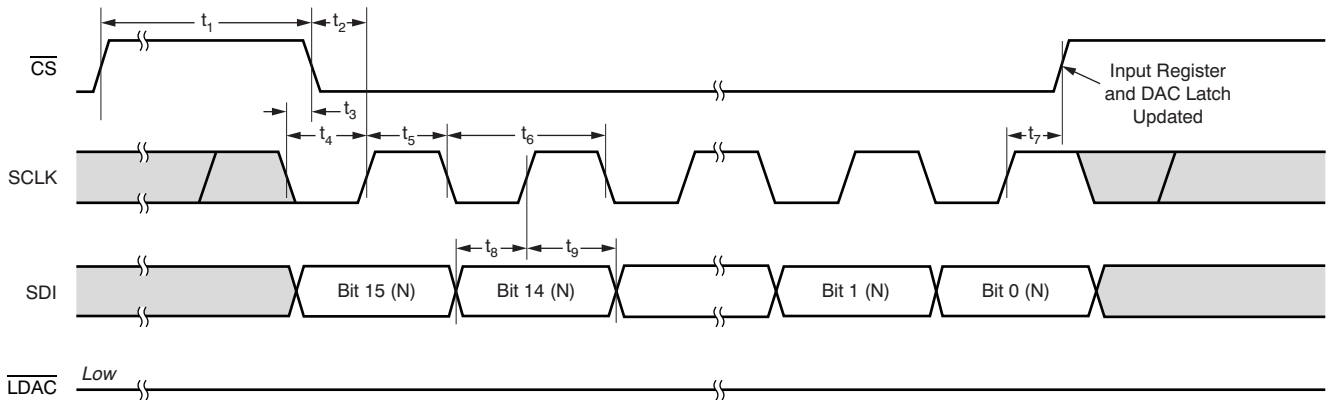 t1 t2
CS
Input Register
and DAC Latch
Updated
t3
t4 t5 t6 t7
SCLK
t8 t9
SDI Bit 15 (N) Bit 14 (N) Bit 1 (N) Bit 0 (N)
LDAC Low